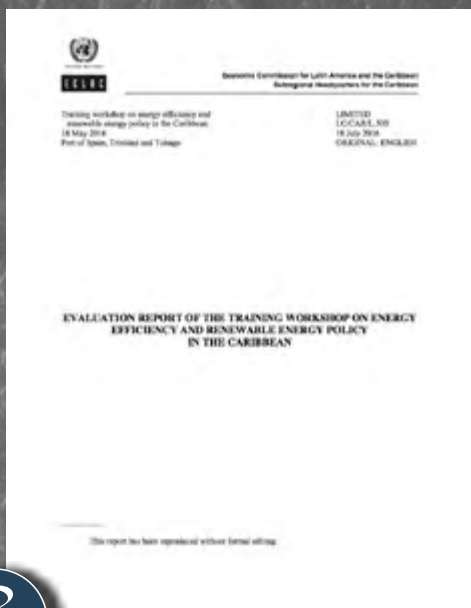 ECLAC
Economic Commission for Latin America and the Caribbean
Subregional Headquarters for the Caribbean
Training workshop on energy efficiency and
renewable energy policy in the Caribbean
18 May 2016
Port of Spain, Trinidad and Tobago
LIMITED
LC/CAR/L.505
18 July 2016
ORIGINAL: ENGLISH
EVALUATION REPORT OF THE TRAINING WORKSHOP ON ENERGY
EFFICIENCY AND RENEWABLE ENERGY POLICY
IN THE CARIBBEAN
This report has been reproduced without formal editing.